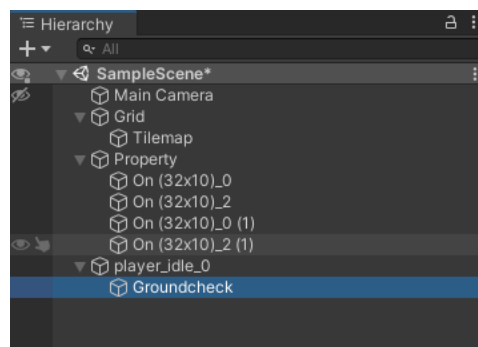 Hierarchy
All
SampleScene*
Main Camera
Grid
Tilemap
Property
On (32x10)_0
On (32x10)_2
On (32x10)_0 (1)
On (32x10)_2 (1)
player_idle_0
Groundcheck